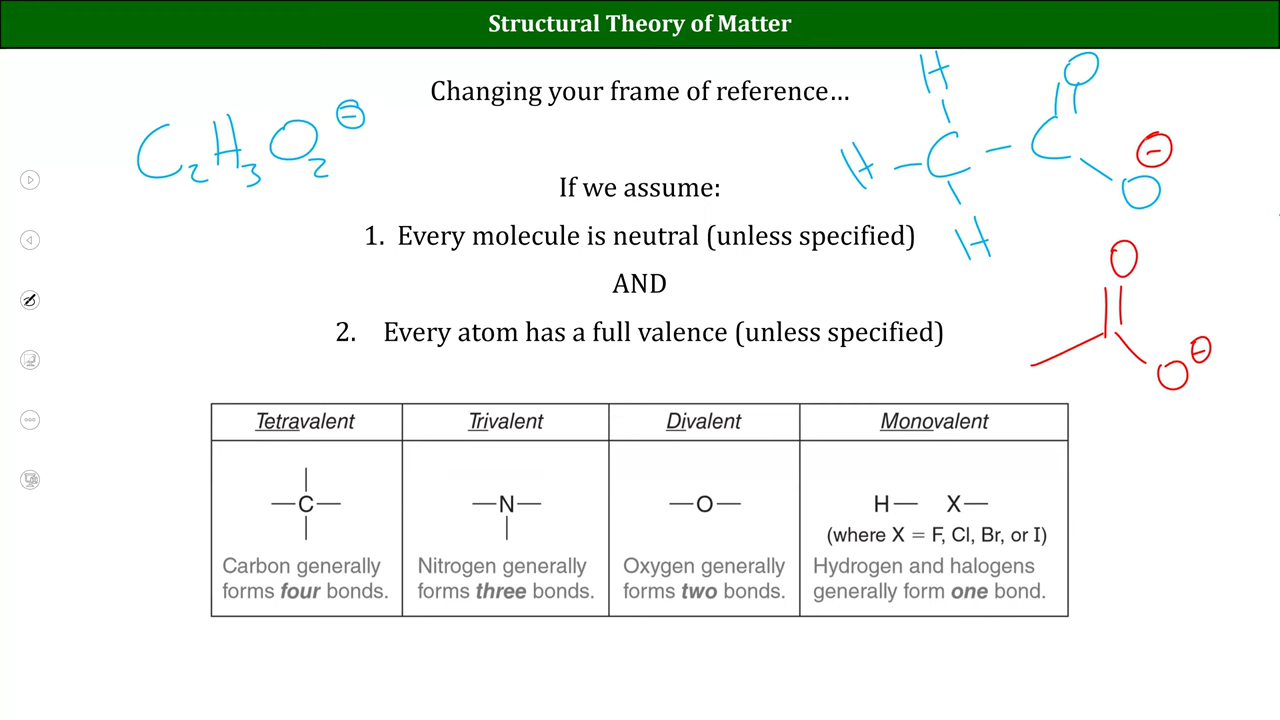 Structural Theory of Matter
Changing your frame of reference…
C2H3O2 ⊖
H
O
H – C – C
O ⊖
H
If we assume:
1. Every molecule is neutral (unless specified)
AND
2. Every atom has a full valence (unless specified)
O
O ⊖
Tetravalent Trivalent Divalent Monovalent
—C— —N— —O— H— X—
(where X = F, Cl, Br, or I)
Carbon generally Nitrogen generally Oxygen generally Hydrogen and halogens
forms four bonds. forms three bonds. forms two bonds. generally form one bond.